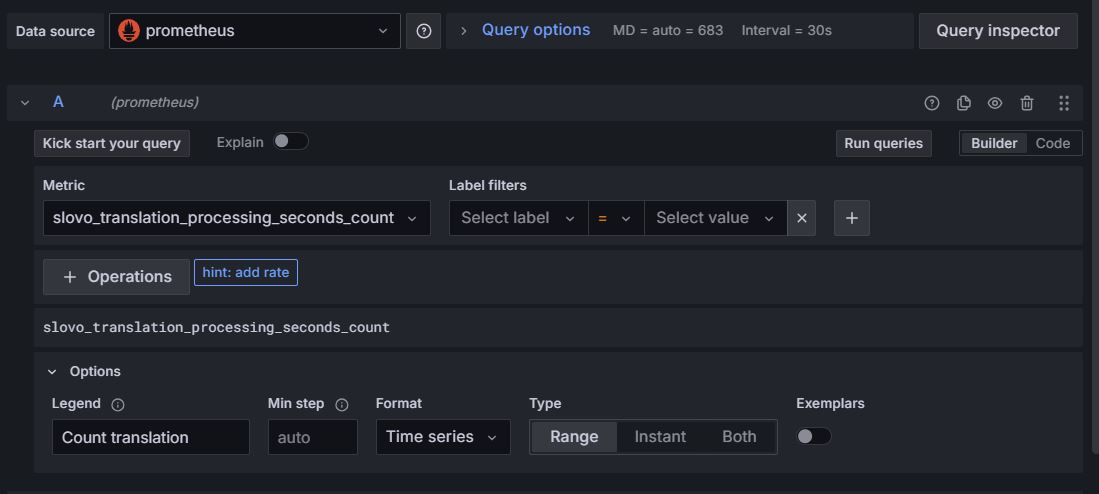 Data source prometheus Query options MD = auto = 683 Interval = 30s Query inspector
A (prometheus)
Kick start your query Explain Run queries Builder Code
Metric Label filters
slovo_translation_processing_seconds_count Select label = Select value
+ Operations hint: add rate
slovo_translation_processing_seconds_count
Options
Legend Min step Format Type Exemplars
Count translation auto Time series Range Instant Both